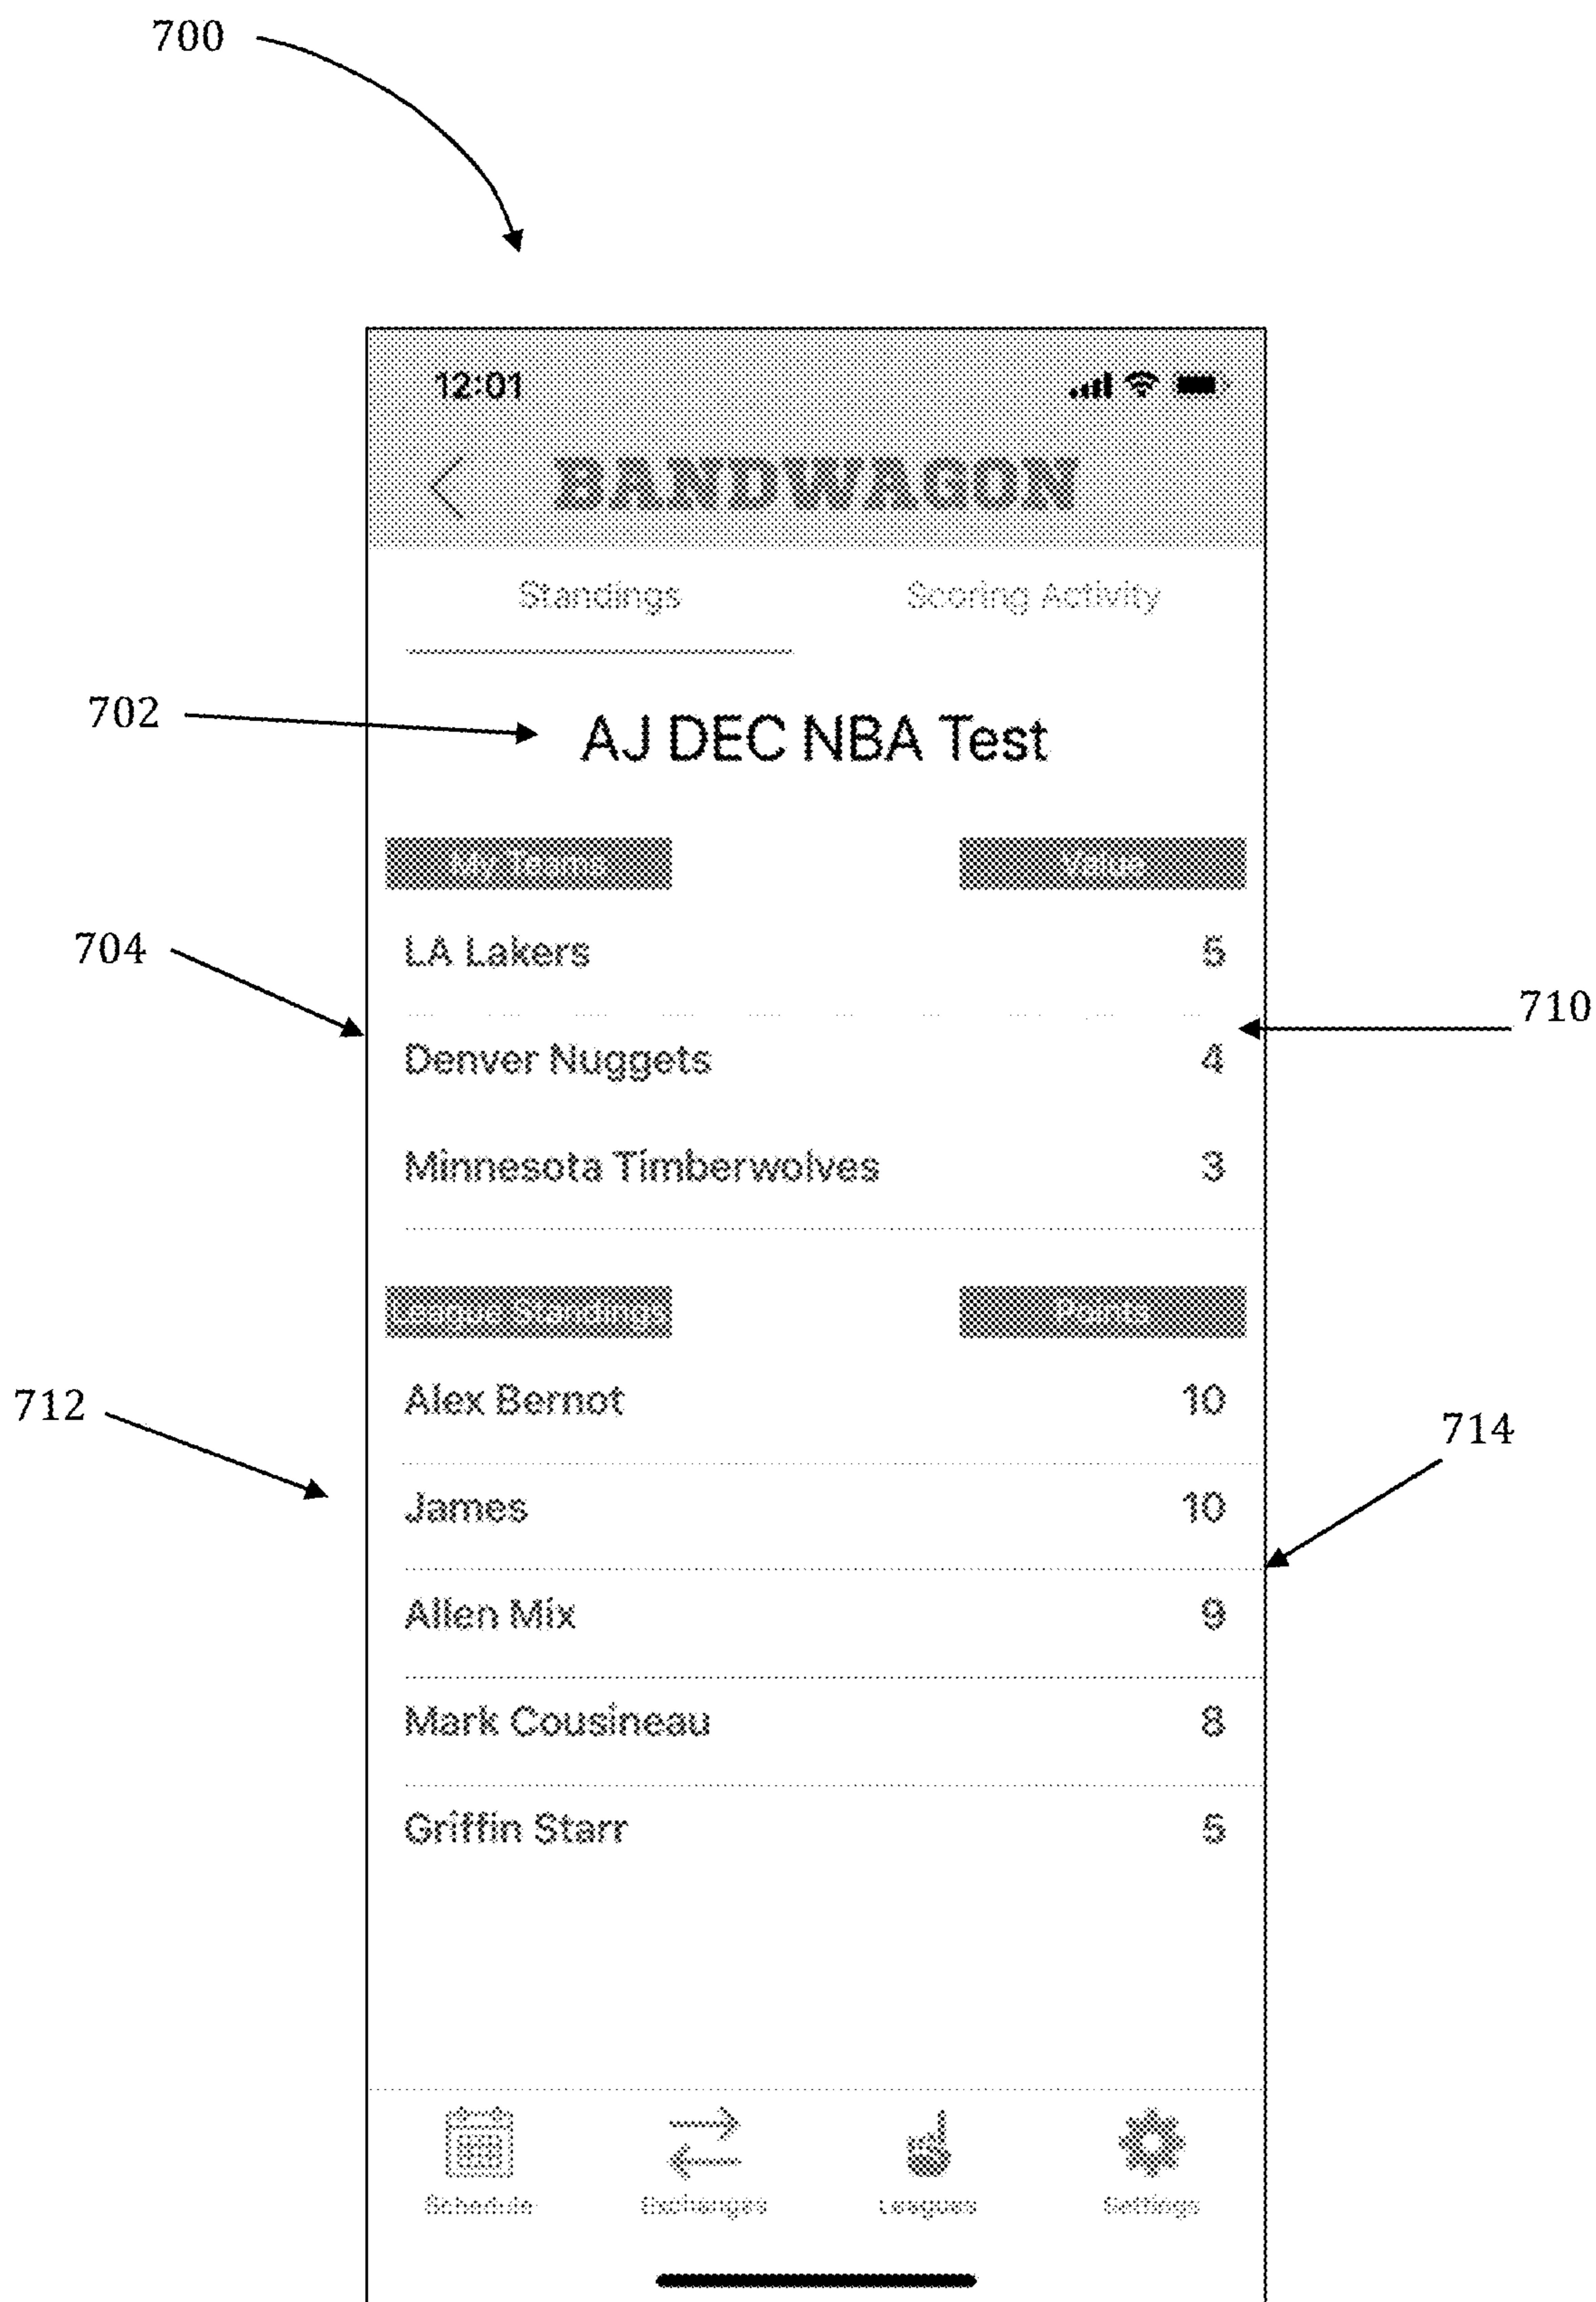 700
12:01
BANDWAGON
Standings Scoring Activity
702
AJ DEC NBA Test
My Teams Value
704
LA Lakers 5
710
Denver Nuggets 4
Minnesota Timberwolves 3
League Standings Points
712
Alex Bernot 10
714
James 10
Allen Mix 9
Mark Cousineau 8
Griffin Starr
Schedule Exchanges Leagues Settings